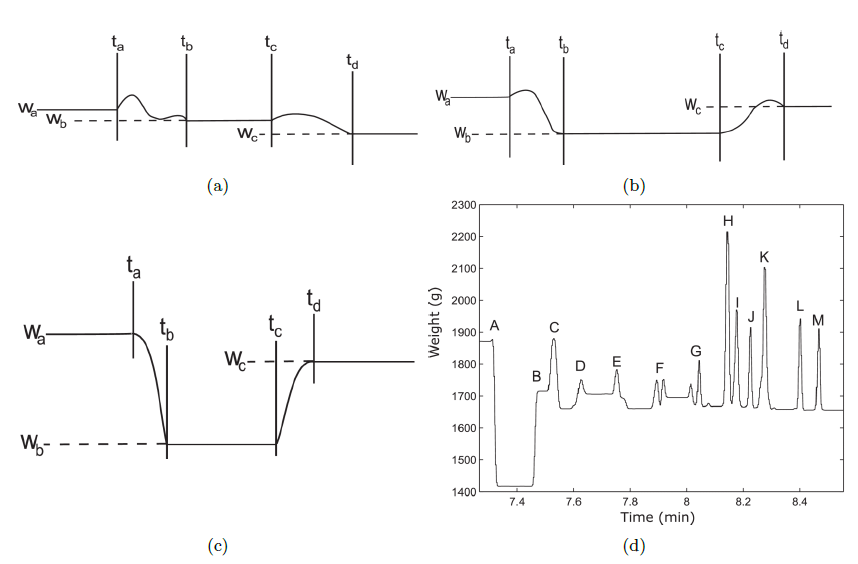 ta tb tc td
Wa
Wb
Wc
(a)
ta tb tc td
Wa
Wc
Wb
(b)
ta
tb
tc
td
Wa
Wc
Wb
(c)
2300
2200
2100
2000
1900
1800
1700
1600
1500
1400
Weight (g)
A B C D E F G H I J K L M
7.4 7.6 7.8 8 8.2 8.4
Time (min)
(d)